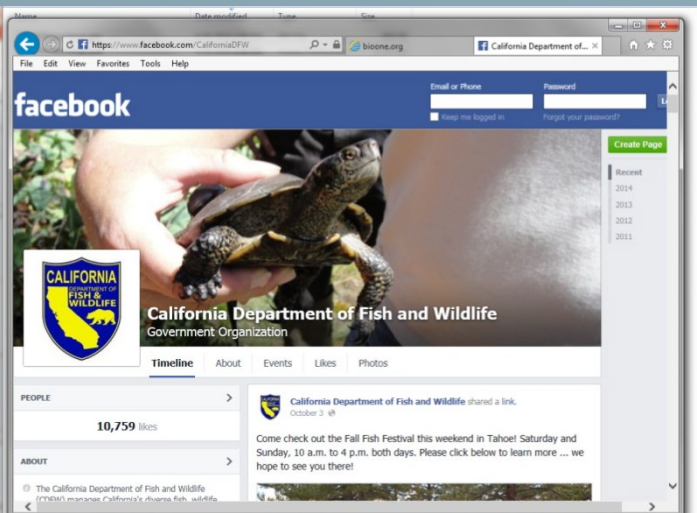 Name Date modified Type Size
https://www.facebook.com/CaliforniaDFW
bioone.org
California Department of... ×
File Edit View Favorites Tools Help
facebook
Email or Phone
Password
Keep me logged in
Forgot your password?
Create Page
Recent
2014
2013
2012
2011
CALIFORNIA
DEPARTMENT OF
FISH &
WILDLIFE
California Department of Fish and Wildlife
Government Organization
Timeline About Events Likes Photos
PEOPLE
10,759 likes
ABOUT
The California Department of Fish and Wildlife
(CDFW) manages California's diverse fish, wildlife,
California Department of Fish and Wildlife shared a link.
October 3
Come check out the Fall Fish Festival this weekend in Tahoe! Saturday and
Sunday, 10 a.m. to 4 p.m. both days. Please click below to learn more ... we
hope to see you there!